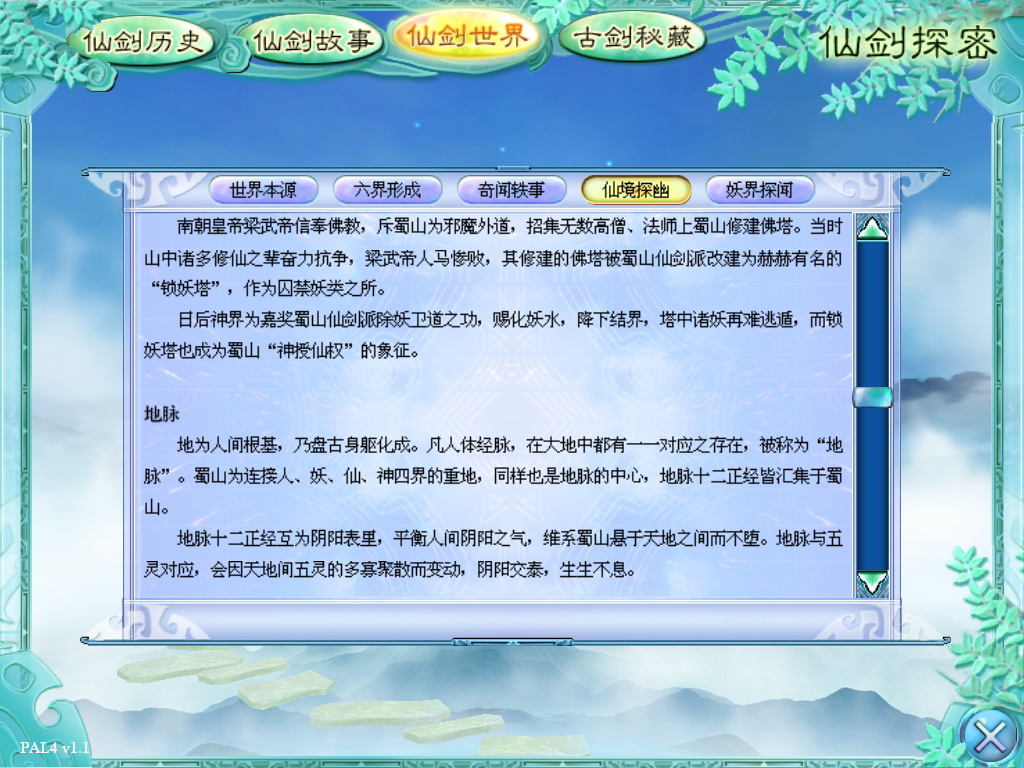 仙剑历史 仙剑故事 仙剑世界 古剑秘藏 仙剑探密
世界本源 六界形成 奇闻轶事 仙境探幽 妖界探闻
南朝皇帝梁武帝信奉佛教，斥蜀山为邪魔外道，招集无数高僧、法师上蜀山修建佛塔。当时
山中诸多修仙之辈奋力抗争，梁武帝人马惨败，其修建的佛塔被蜀山仙剑派改建为赫赫有名的
“锁妖塔”，作为囚禁妖类之所。
日后神界为嘉奖蜀山仙剑派除妖卫道之功，赐化妖水，降下结界，塔中诸妖再难逃遁，而锁
妖塔也成为蜀山“神授仙权”的象征。
地脉
地为人间根基，乃盘古身躯化成。凡人体经脉，在大地中都有一一对应之存在，被称为“地
脉”。蜀山为连接人、妖、仙、神四界的重地，同样也是地脉的中心，地脉十二正经皆汇集于蜀
山。
地脉十二正经互为阴阳表里，平衡人间阴阳之气，维系蜀山悬于天地之间而不堕。地脉与五
灵对应，会因天地间五灵的多寡聚散而变动，阴阳交泰，生生不息。
PAL4 v1.1